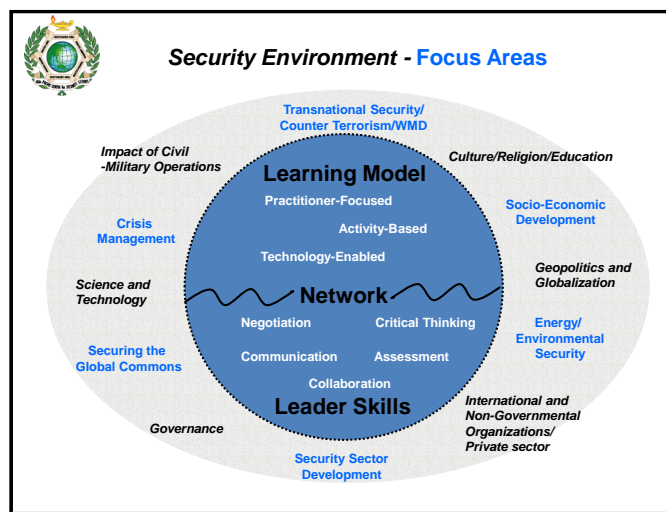 Security Environment - Focus Areas
Transnational Security/
Counter Terrorism/WMD
Impact of Civil
-Military Operations
Culture/Religion/Education
Learning Model
Practitioner-Focused
Activity-Based
Technology-Enabled
Crisis
Management
Socio-Economic
Development
Science and
Technology
Network
Geopolitics and
Globalization
Negotiation
Critical Thinking
Communication
Assessment
Collaboration
Leader Skills
Securing the
Global Commons
Energy/
Environmental
Security
Governance
International and
Non-Governmental
Organizations/
Private sector
Security Sector
Development